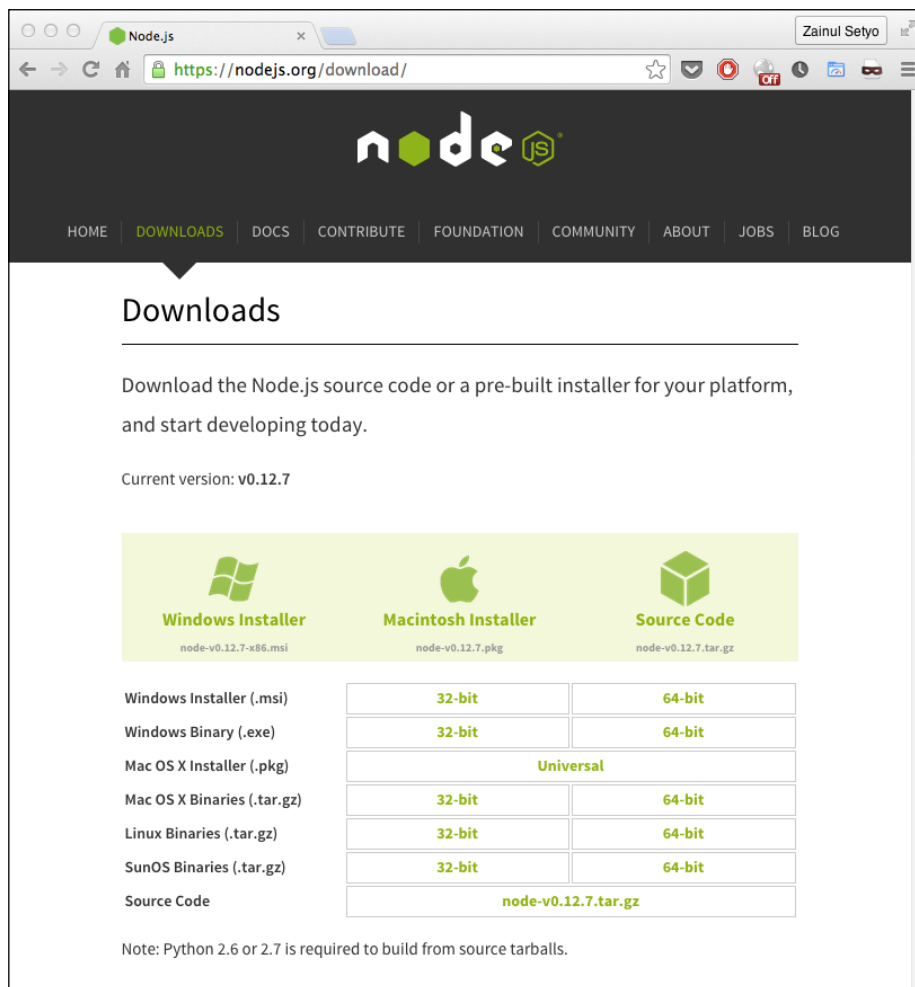 Node.js
Zainul Setyo
https://nodejs.org/download/
Off
node JS
HOME DOWNLOADS DOCS CONTRIBUTE FOUNDATION COMMUNITY ABOUT JOBS BLOG
Downloads
Download the Node.js source code or a pre-built installer for your platform,
and start developing today.
Current version: v0.12.7
Windows Installer Macintosh Installer Source Code
node-v0.12.7-x86.msi node-v0.12.7.pkg node-v0.12.7.tar.gz
Windows Installer (.msi) 32-bit 64-bit
Windows Binary (.exe) 32-bit 64-bit
Mac OS X Installer (.pkg) Universal
Mac OS X Binaries (.tar.gz) 32-bit 64-bit
Linux Binaries (.tar.gz) 32-bit 64-bit
SunOS Binaries (.tar.gz) 32-bit 64-bit
Source Code node-v0.12.7.tar.gz
Note: Python 2.6 or 2.7 is required to build from source tarballs.